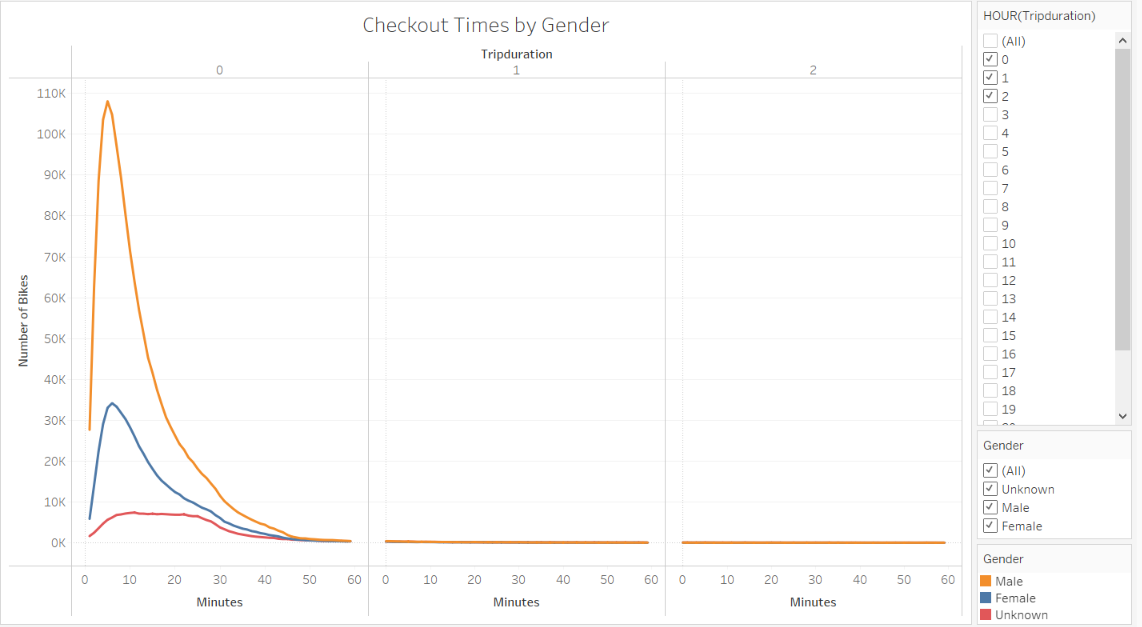 Checkout Times by Gender
Tripduration
0 1 2
Number of Bikes
110K
100K
90K
80K
70K
60K
50K
40K
30K
20K
10K
0K
0 10 20 30 40 50 60 0 10 20 30 40 50 60 0 10 20 30 40 50 60
Minutes Minutes Minutes
HOUR(Tripduration)
(All)
0
1
2
3
4
5
6
7
8
9
10
11
12
13
14
15
16
17
18
19
Gender
(All)
Unknown
Male
Female
Gender
Male
Female
Unknown